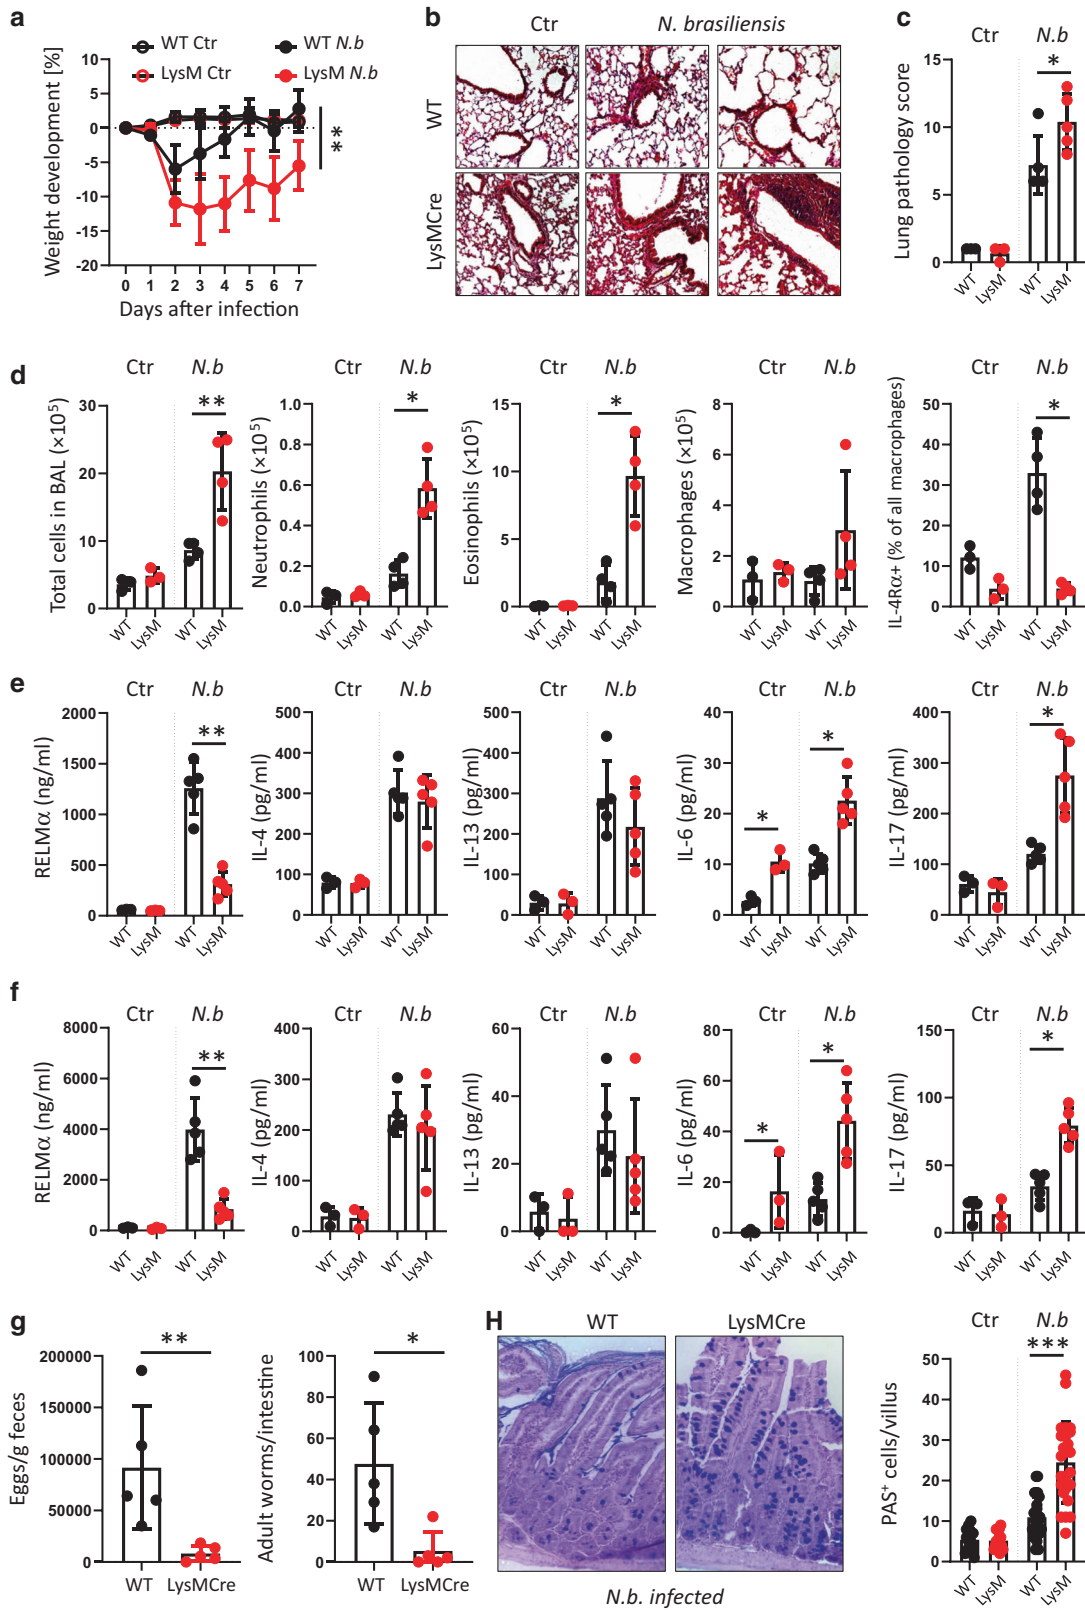 a
WT Ctr
WT N.b
LysM Ctr
LysM N.b
Weight development [%]
10
5
0
-5
-10
-15
-20
**
0 1 2 3 4 5 6 7
Days after infection
b
Ctr
N. brasiliensis
WT
LysMCre
c
Ctr
N.b
Lung pathology score
15
10
5
0
*
WT
LysM
WT
LysM
d
Ctr
N.b
Total cells in BAL (×10⁵)
30
20
10
0
**
WT
LysM
WT
LysM
Ctr
N.b
Neutrophils (×10⁵)
1.0
0.8
0.6
0.4
0.2
0.0
*
WT
LysM
WT
LysM
Ctr
N.b
Eosinophils (×10⁵)
15
10
5
0
*
WT
LysM
WT
LysM
Ctr
N.b
Macrophages (×10⁵)
8
6
4
2
0
WT
LysM
WT
LysM
Ctr
N.b
IL-4Rα+ (% of all macrophages)
50
40
30
20
10
0
*
WT
LysM
WT
LysM
e
Ctr
N.b
RELMα (ng/ml)
2000
1500
1000
500
0
**
WT
LysM
WT
LysM
Ctr
N.b
IL-4 (pg/ml)
500
400
300
200
100
0
WT
LysM
WT
LysM
Ctr
N.b
IL-13 (pg/ml)
500
400
300
200
100
0
WT
LysM
WT
LysM
Ctr
N.b
IL-6 (pg/ml)
40
30
20
10
0
*
*
WT
LysM
WT
LysM
Ctr
N.b
IL-17 (pg/ml)
400
300
200
100
0
*
WT
LysM
WT
LysM
f
Ctr
N.b
RELMα (ng/ml)
8000
6000
4000
2000
0
**
WT
LysM
WT
LysM
Ctr
N.b
IL-4 (pg/ml)
400
300
200
100
0
WT
LysM
WT
LysM
Ctr
N.b
IL-13 (pg/ml)
60
40
20
0
WT
LysM
WT
LysM
Ctr
N.b
IL-6 (pg/ml)
80
60
40
20
0
*
*
WT
LysM
WT
LysM
Ctr
N.b
IL-17 (pg/ml)
150
100
50
0
*
WT
LysM
WT
LysM
g
Eggs/g feces
200000
150000
100000
50000
0
**
WT
LysMCre
Adult worms/intestine
100
80
60
40
20
0
*
WT
LysMCre
H
WT
LysMCre
N.b. infected
Ctr
N.b
PAS⁺ cells/villus
50
40
30
20
10
0
***
WT
LysM
WT
LysM